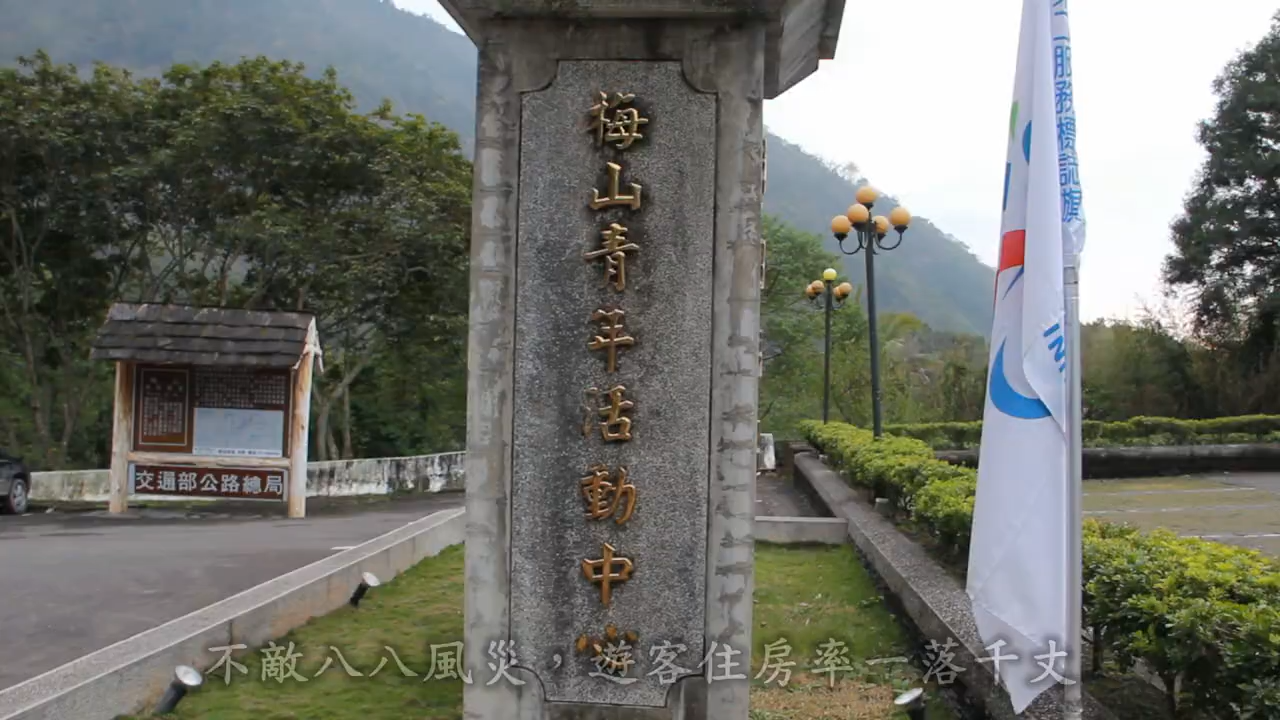 梅山青年活動中心
交通部公路總局
服務標誌旗
不敵八八風災，遊客住房率一落千丈